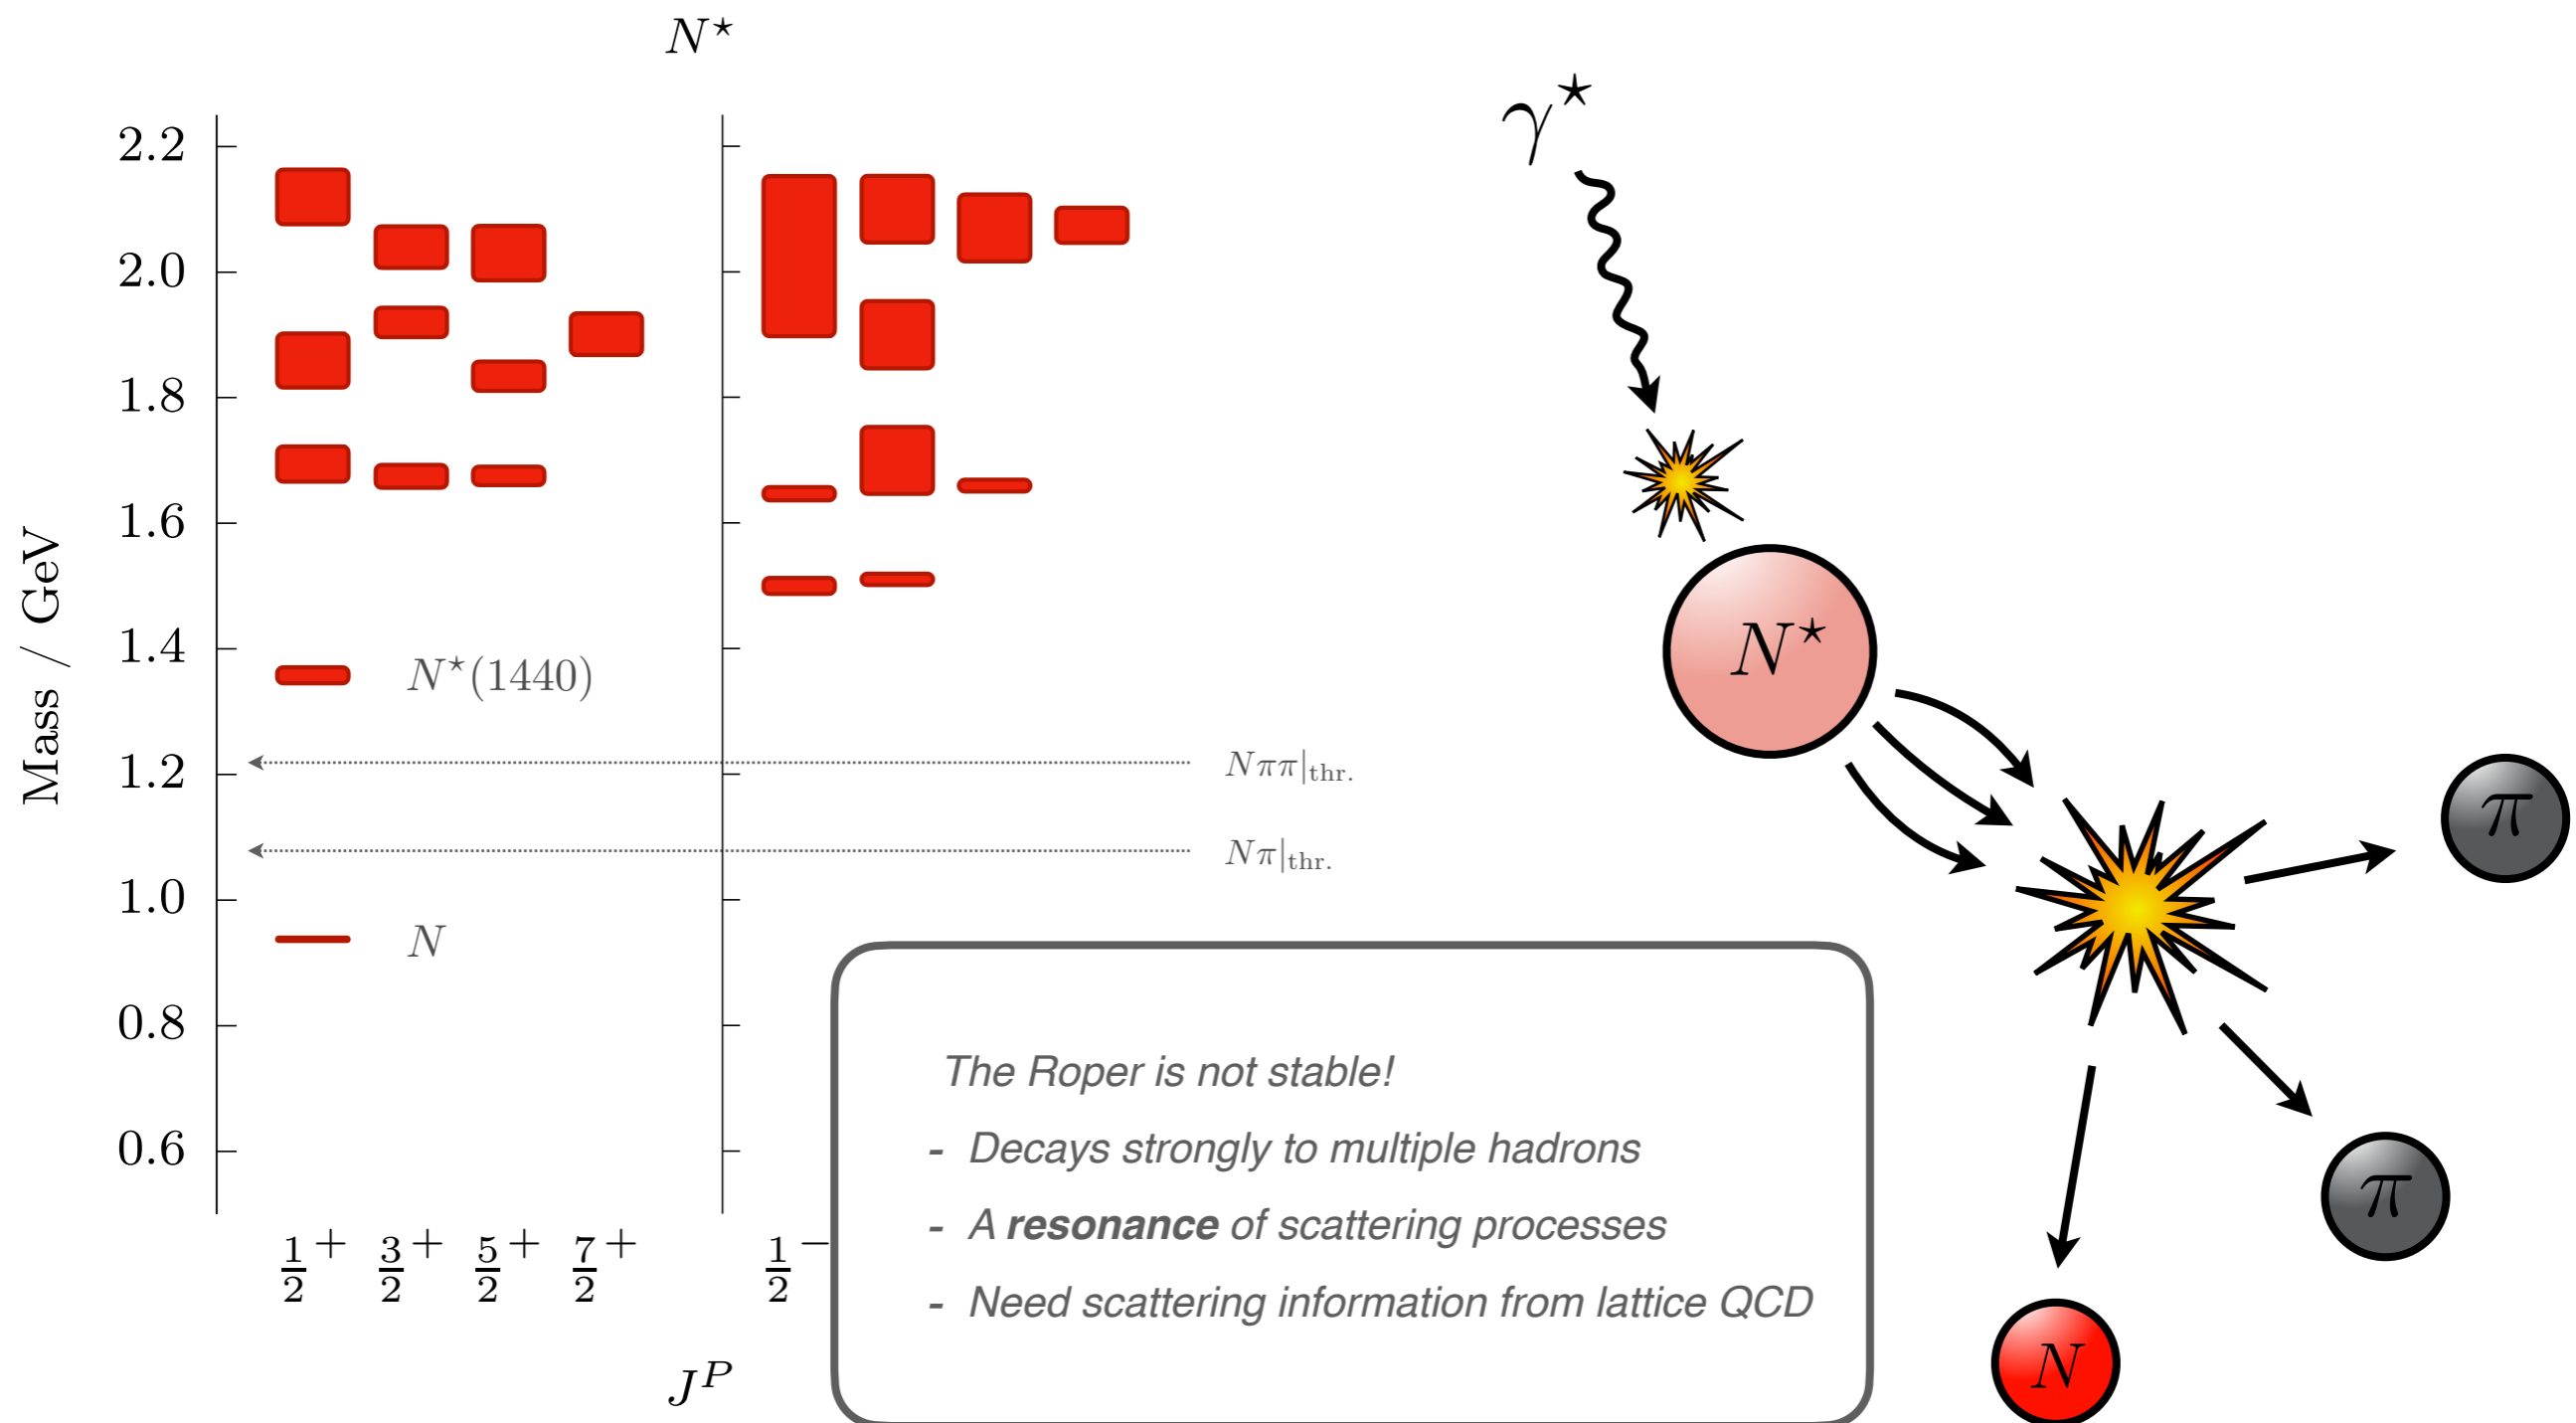 N⋆
γ⋆
Mass / GeV
2.2
2.0
1.8
1.6
1.4
1.2
1.0
0.8
0.6
N⋆(1440)
Nππ|thr.
Nπ|thr.
N
1/2+ 3/2+ 5/2+ 7/2+ 1/2−
J^P
The Roper is not stable!
- Decays strongly to multiple hadrons
- A resonance of scattering processes
- Need scattering information from lattice QCD
N⋆
π
π
N